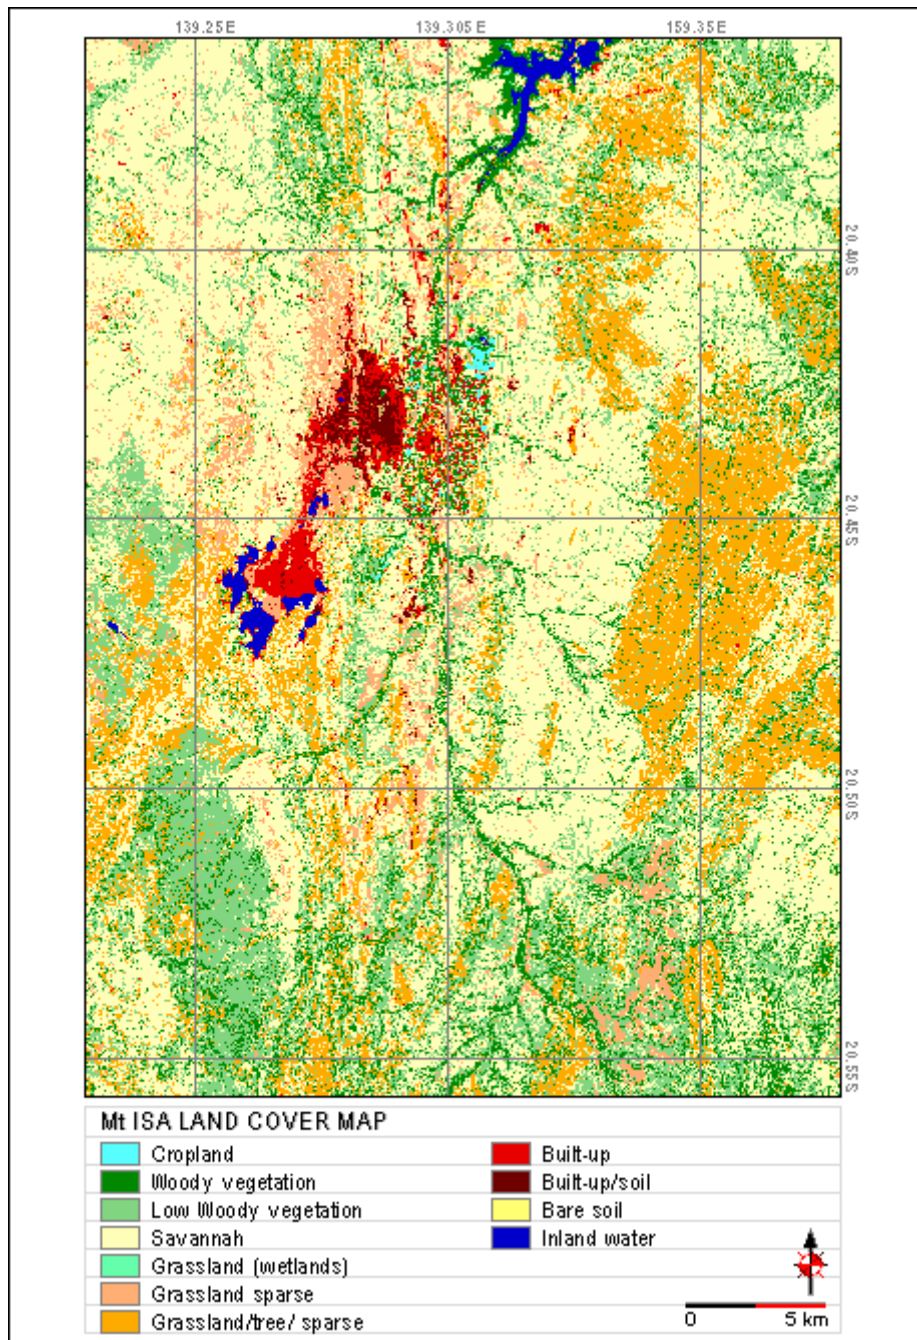 139.25E 139.305E 159.35E
20.40S
20.45S
20.50S
20.55S
Mt ISA LAND COVER MAP
Cropland
Built-up
Woody vegetation
Built-up/soil
Low Woody vegetation
Bare soil
Savannah
Inland water
Grassland (wetlands)
Grassland sparse
Grassland/tree/ sparse
0 5 km